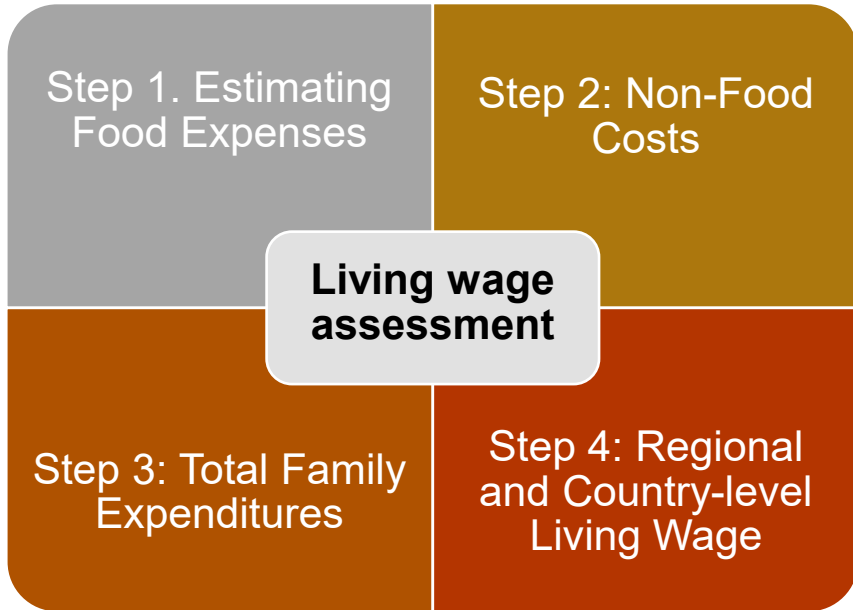 Step 1. Estimating
Food Expenses
Step 2: Non-Food
Costs
Living wage
assessment
Step 3: Total Family
Expenditures
Step 4: Regional
and Country-level
Living Wage